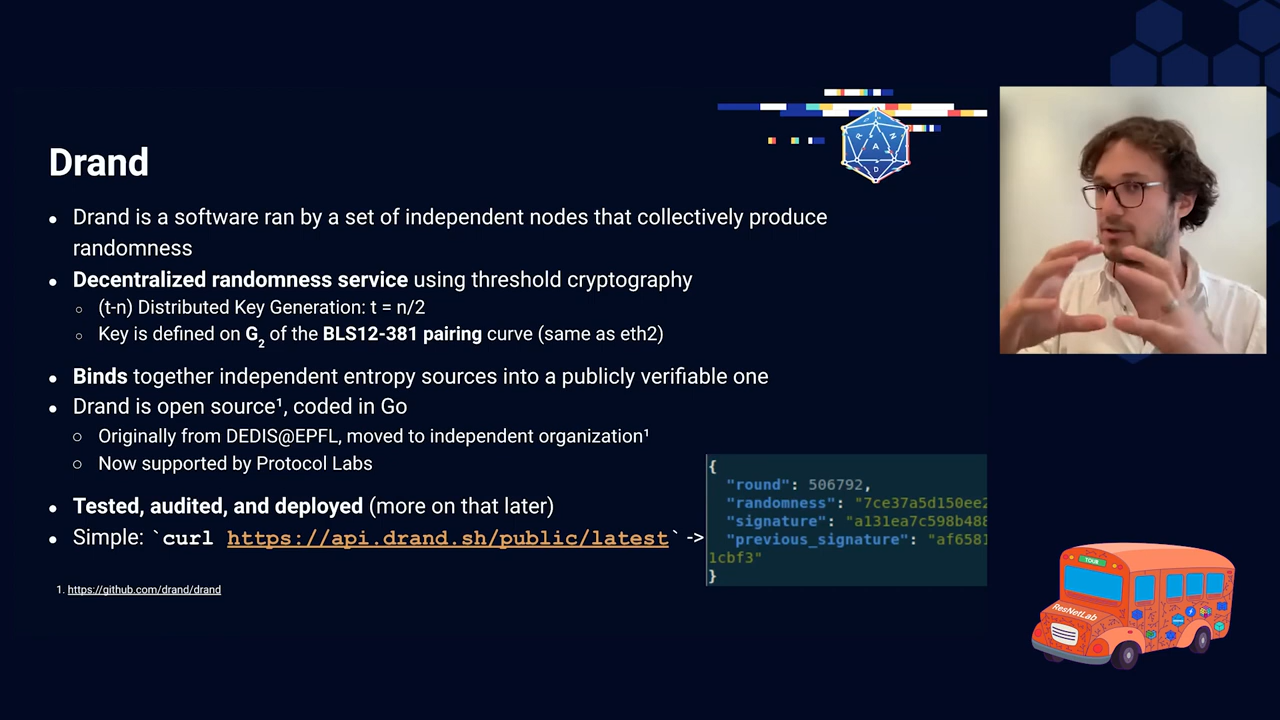 Drand
• Drand is a software ran by a set of independent nodes that collectively produce
randomness
• Decentralized randomness service using threshold cryptography
○ (t-n) Distributed Key Generation: t = n/2
○ Key is defined on G₂ of the BLS12-381 pairing curve (same as eth2)
• Binds together independent entropy sources into a publicly verifiable one
• Drand is open source¹, coded in Go
○ Originally from DEDIS@EPFL, moved to independent organization¹
○ Now supported by Protocol Labs
• Tested, audited, and deployed (more on that later)
• Simple: `curl https://api.drand.sh/public/latest` ->
{
"round": 506792,
"randomness": "7ce37a5d150ee2
"signature": "a131ea7c598b488
"previous_signature": "af6581
1cbf3"
}
1. https://github.com/drand/drand
TOUR
ResNetLab